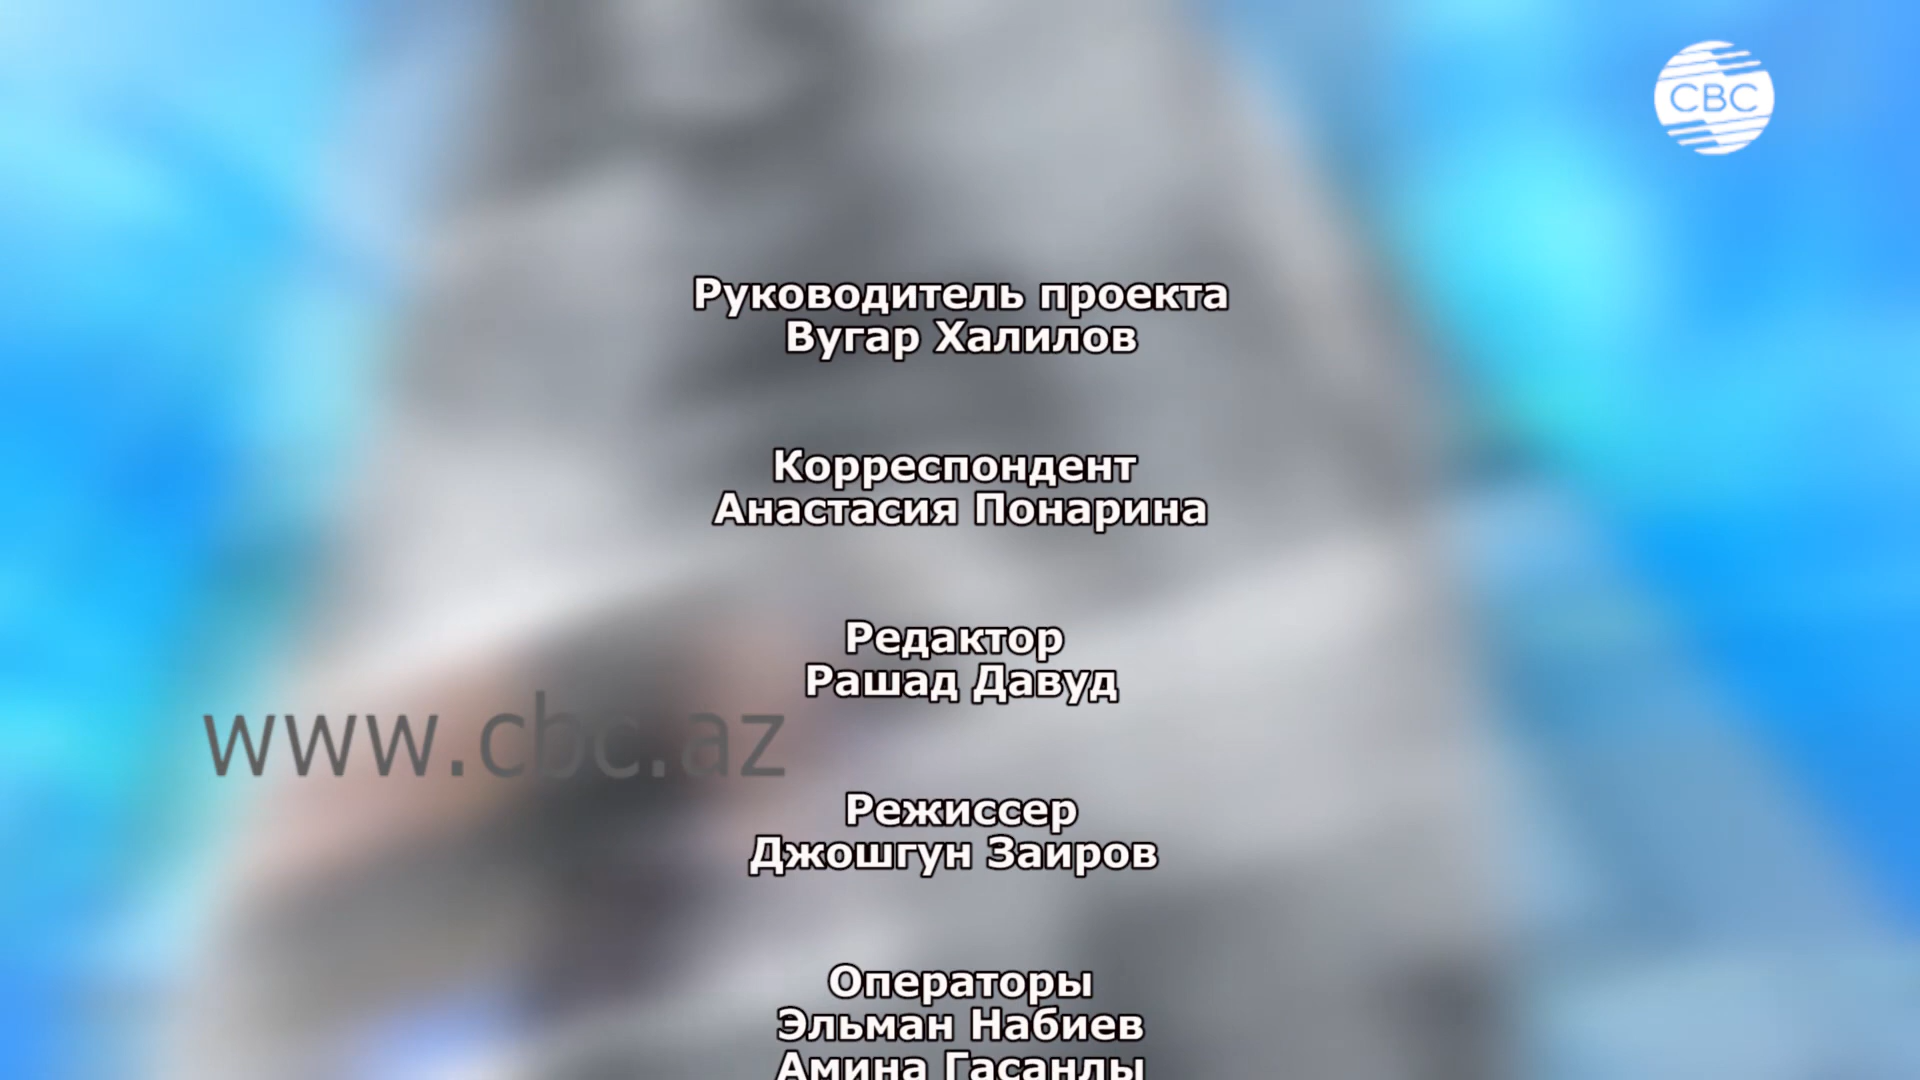 CBC
Руководитель проекта
Вугар Халилов
Корреспондент
Анастасия Понарина
Редактор
Рашад Давуд
www.cbc.az
Режиссер
Джошгун Заиров
Операторы
Эльман Набиев
Амина Гасанлы